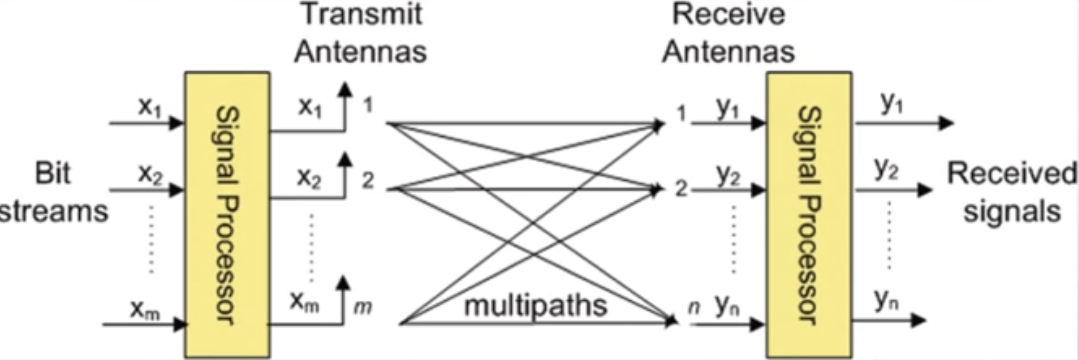 Transmit
Antennas
Receive
Antennas
x1
x1
1
1
y1
y1
Signal Processor
Signal Processor
Bit
streams
x2
x2
2
2
y2
y2
Received
signals
xm
xm
m
multipaths
n
yn
yn